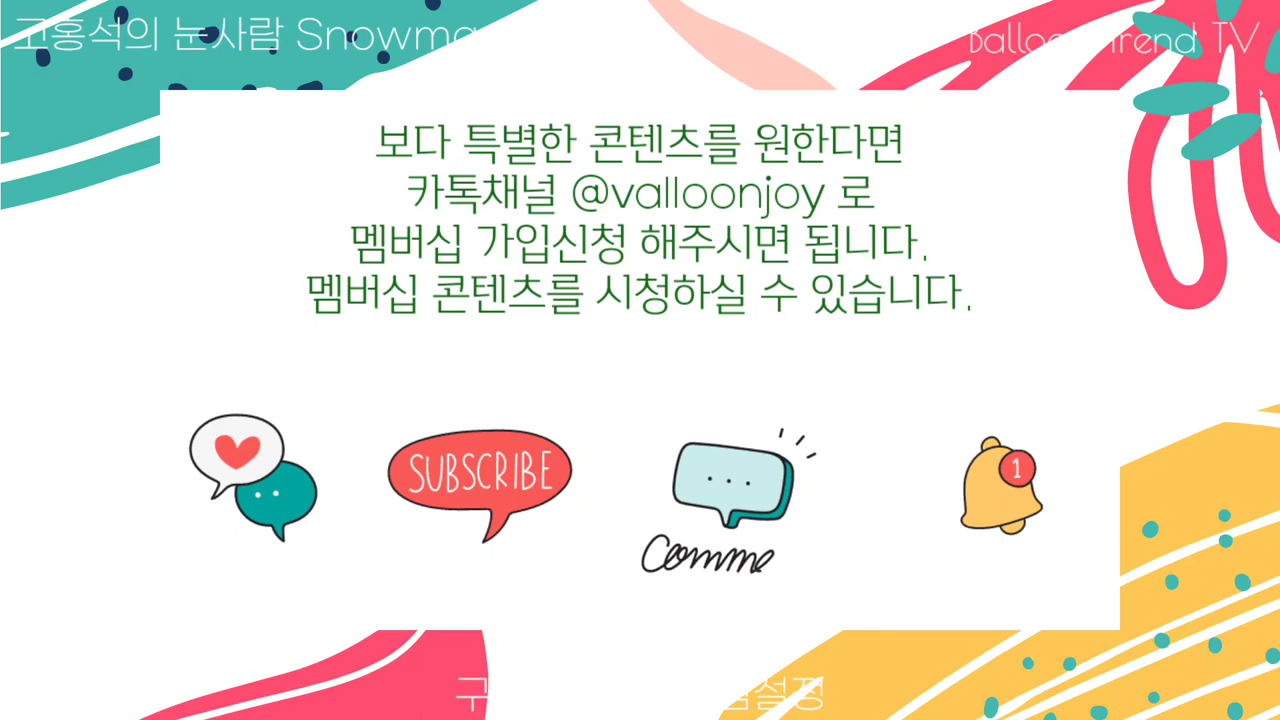 고홍석의 눈사람 Snowma
Balloon Trend TV
보다 특별한 콘텐츠를 원한다면
카톡채널 @valloonjoy 로
멤버십 가입신청 해주시면 됩니다.
멤버십 콘텐츠를 시청하실 수 있습니다.
SUBSCRIBE
1
Comme